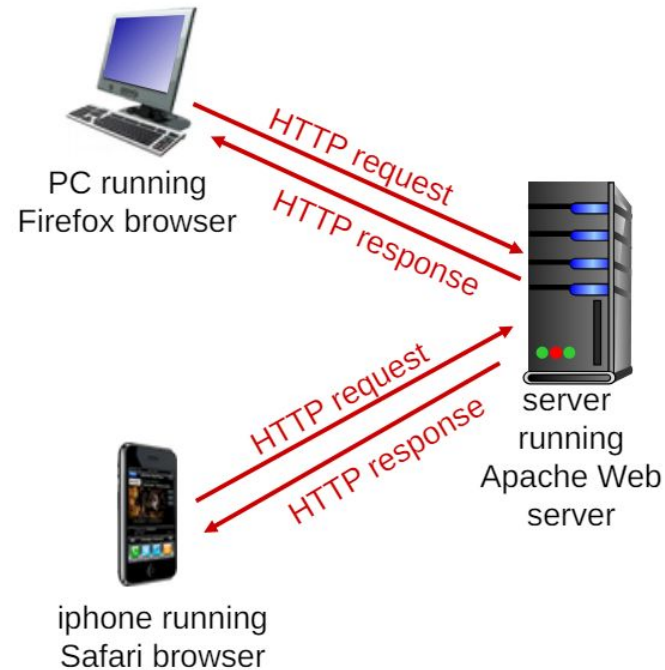 HTTP request
HTTP response
PC running
Firefox browser
HTTP request
HTTP response
server
running
Apache Web
server
iphone running
Safari browser